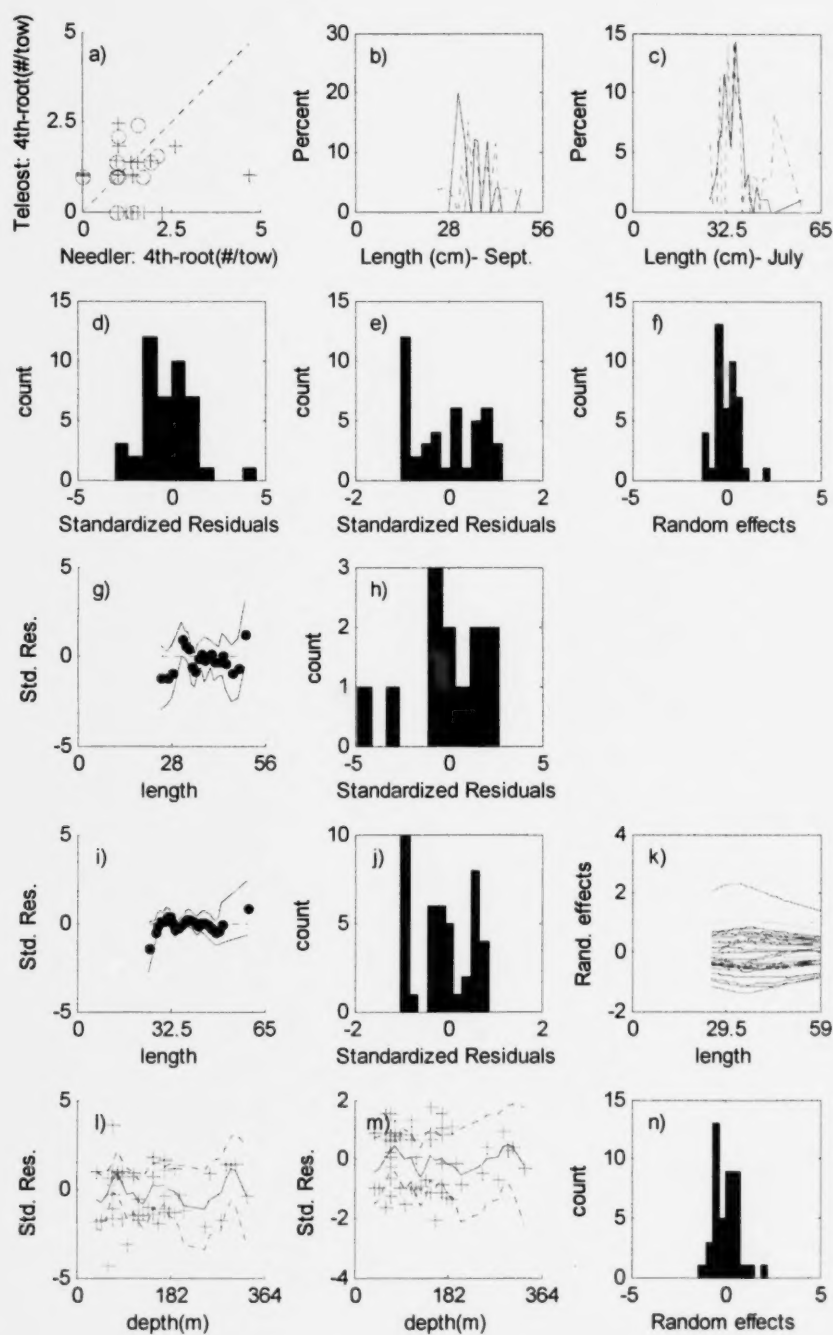 a)
Teleost: 4th-root(#/tow)
5
2.5
0
0 2.5 5
Needler: 4th-root(#/tow)
b)
Percent
30
20
10
0
0 28 56
Length (cm)- Sept.
c)
Percent
15
10
5
0
0 32.5 65
Length (cm)- July
d)
count
15
10
5
0
-5 0 5
Standardized Residuals
e)
count
15
10
5
0
-2 0 2
Standardized Residuals
f)
count
15
10
5
0
-5 0 5
Random effects
g)
Std. Res.
5
0
-5
0 28 56
length
h)
count
3
2
1
0
-5 0 5
Standardized Residuals
i)
Std. Res.
5
0
-5
0 32.5 65
length
j)
count
10
5
0
-2 0 2
Standardized Residuals
k)
Rand. effects
4
2
0
-2
0 29.5 59
length
l)
Std. Res.
5
0
-5
0 182 364
depth(m)
m)
Std. Res.
2
0
-2
-4
0 182 364
depth(m)
n)
count
15
10
5
0
-5 0 5
Random effects